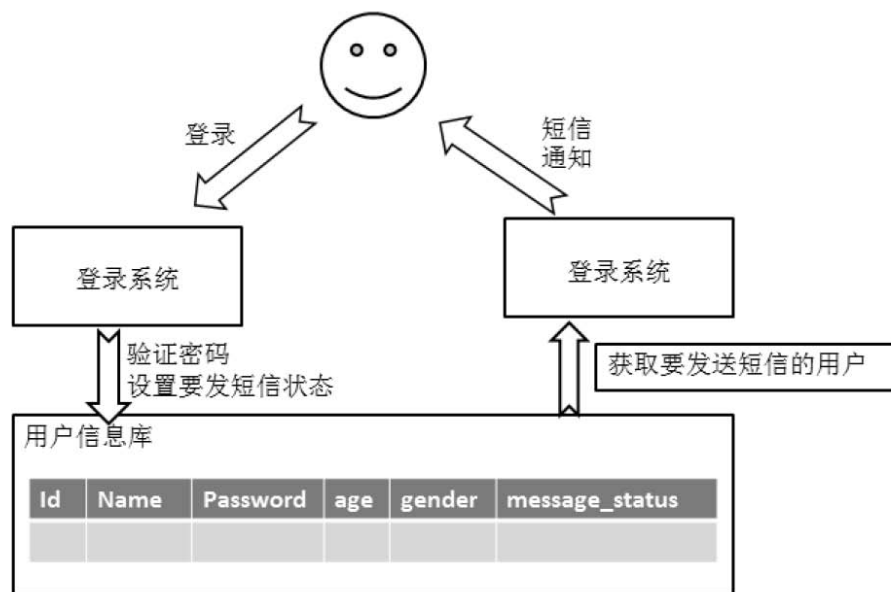 登录
短信
通知
登录系统
登录系统
验证密码
设置要发短信状态
获取要发送短信的用户
用户信息库
Id Name Password age gender message_status